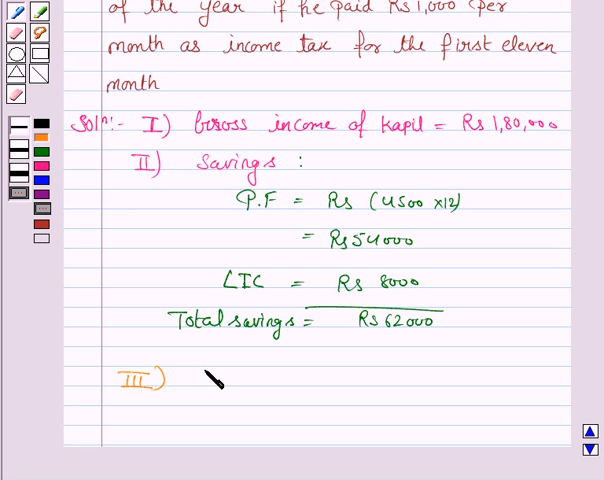 of the year if he paid Rs 1,000 per
month as income tax for the first eleven
month
Soln:- I) Gross income of Kapil = Rs 1,80,000
II) Savings :
P.F = Rs (4500 ×12)
= Rs 54000
LIC = Rs 8000
Total savings = Rs 62000
III)